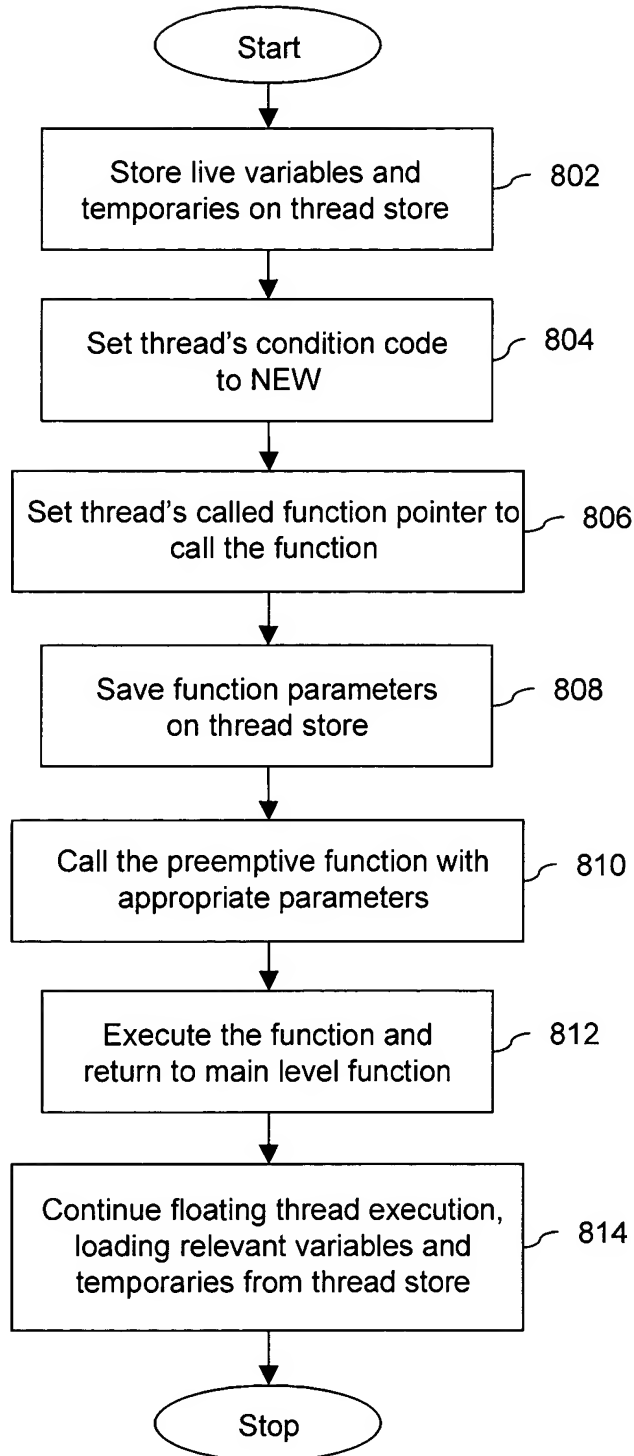 Start
Store live variables and
temporaries on thread store
802
Set thread's condition code
to NEW
804
Set thread's called function pointer to
call the function
806
Save function parameters
on thread store
808
Call the preemptive function with
appropriate parameters
810
Execute the function and
return to main level function
812
Continue floating thread execution,
loading relevant variables and
temporaries from thread store
814
Stop